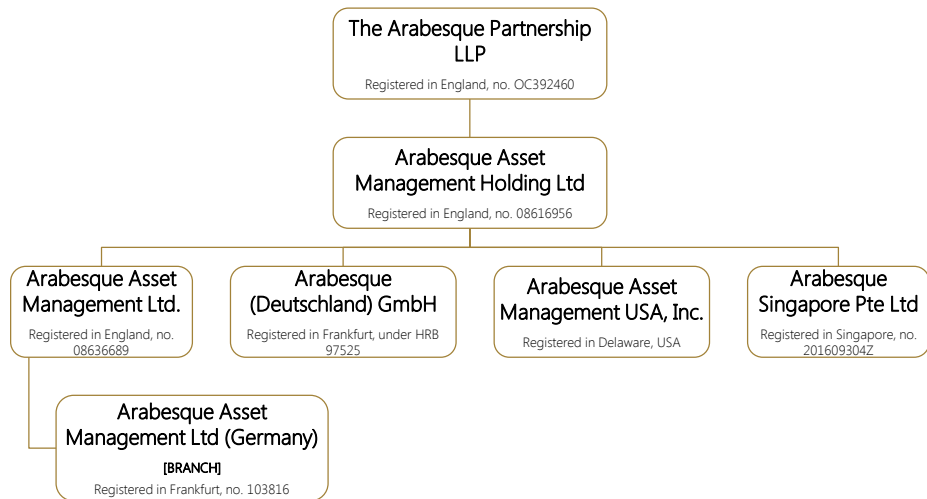 The Arabesque Partnership
LLP
Registered in England, no. OC392460
Arabesque Asset
Management Holding Ltd
Registered in England, no. 08616956
Arabesque Asset
Management Ltd.
Registered in England, no.
08636689
Arabesque
(Deutschland) GmbH
Registered in Frankfurt, under HRB
97525
Arabesque Asset
Management USA, Inc.
Registered in Delaware, USA
Arabesque
Singapore Pte Ltd
Registered in Singapore, no.
201609304Z
Arabesque Asset
Management Ltd (Germany)
[BRANCH]
Registered in Frankfurt, no. 103816